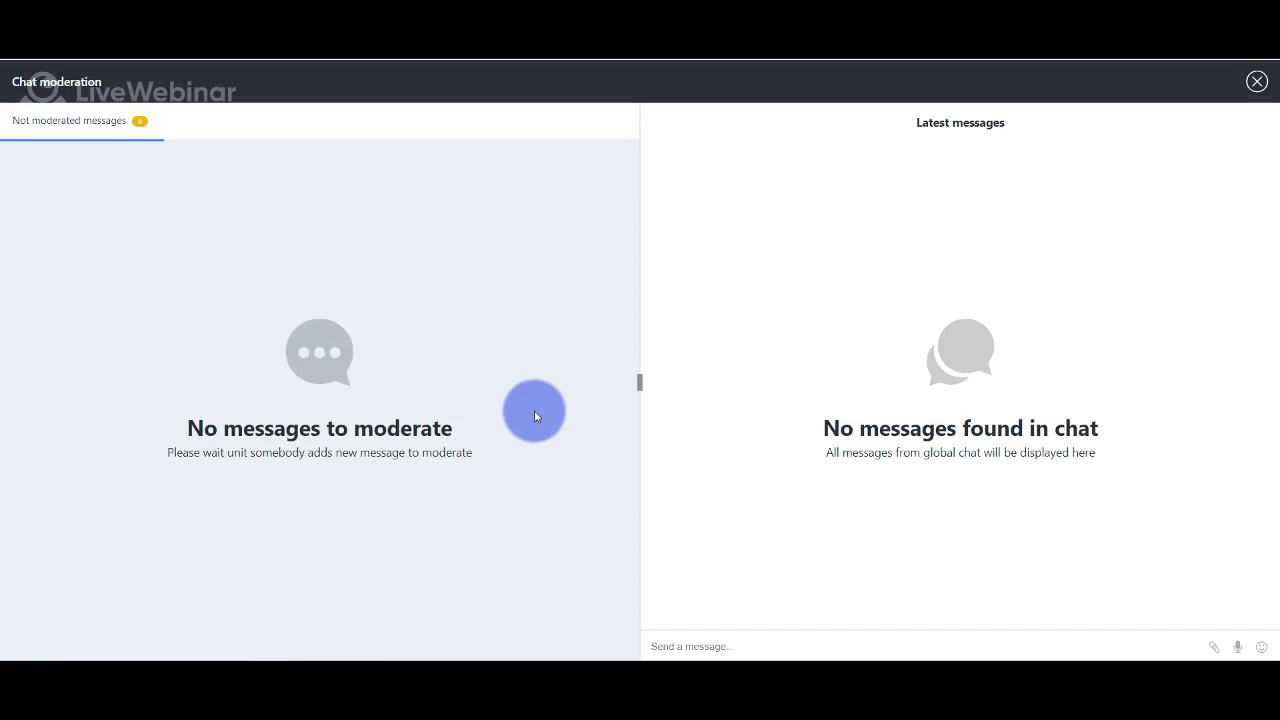 Chat moderation
LiveWebinar
Not moderated messages 0
Latest messages
No messages to moderate
Please wait unit somebody adds new message to moderate
No messages found in chat
All messages from global chat will be displayed here
Send a message...